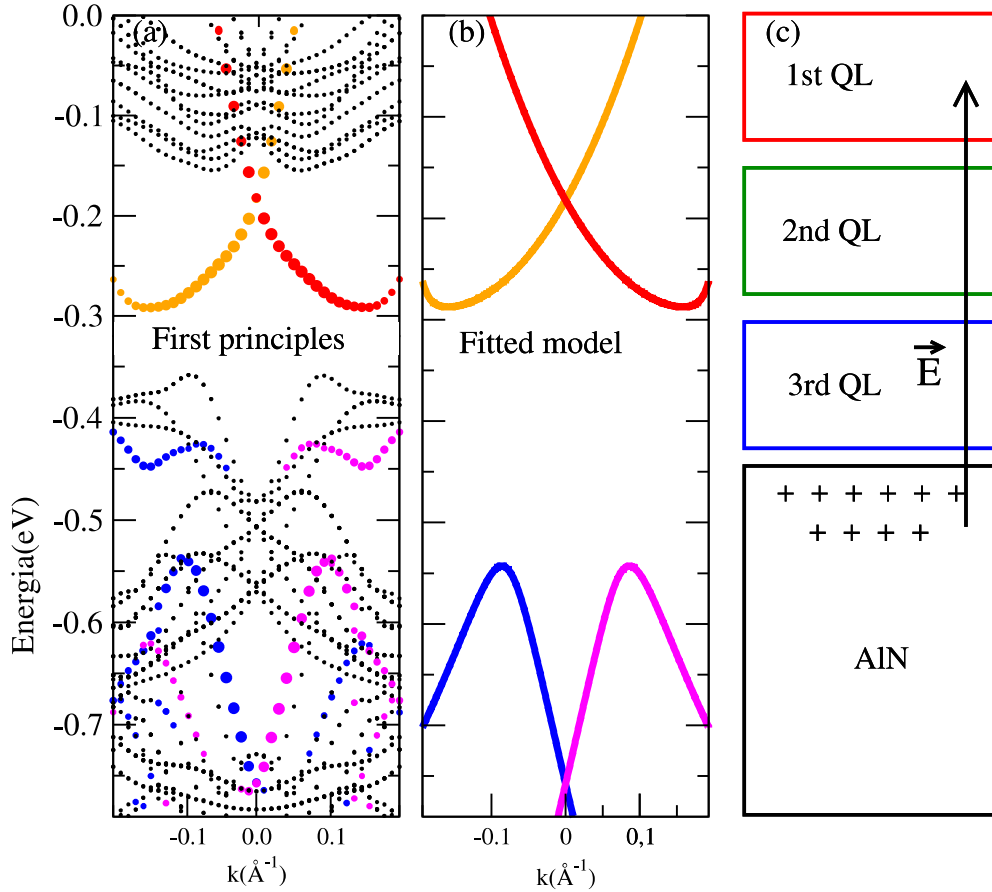 (a)
(b)
(c)
0.0
-0.1
-0.2
-0.3
-0.4
-0.5
-0.6
-0.7
Energia(eV)
First principles
Fitted model
-0.1
0.0
0.1
k(Å⁻¹)
-0.1
0
0,1
k(Å⁻¹)
1st QL
2nd QL
3rd QL
E
+ + + + + +
+ + + +
AlN